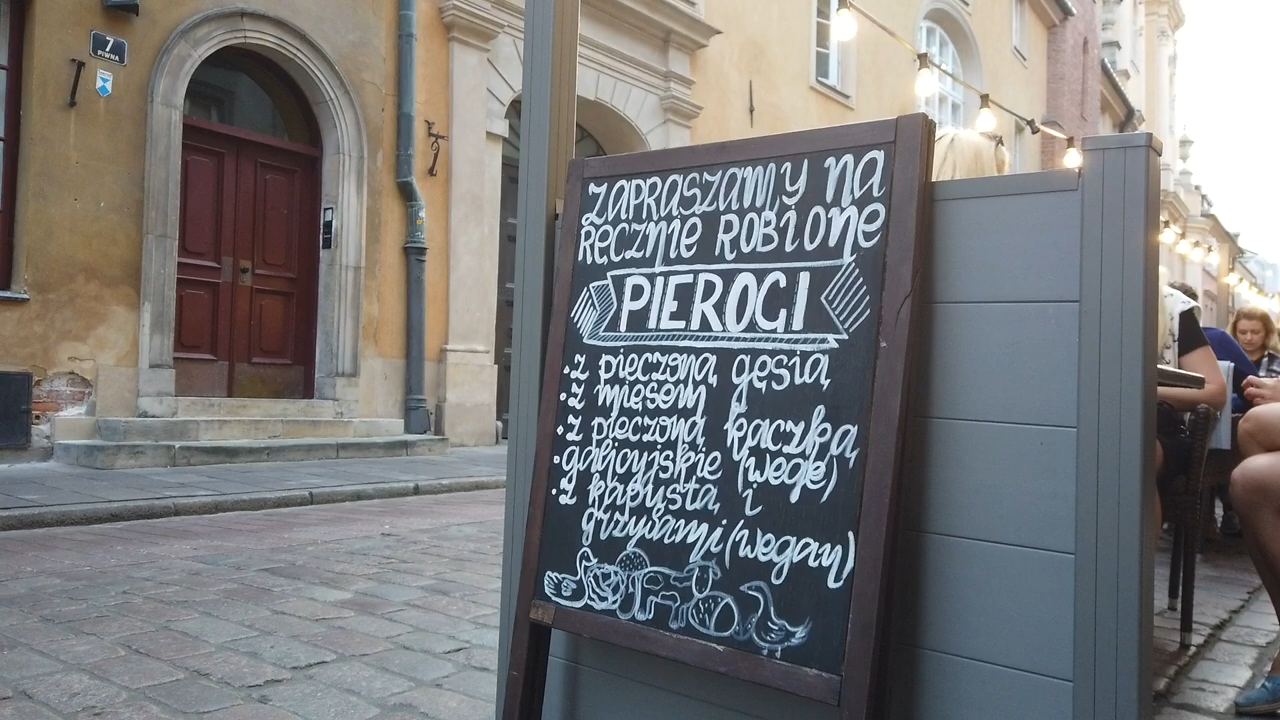 7
PIWNA
ZAPRASZAMY NA
RĘCZNIE ROBIONE
PIEROGI
·z pieczoną gęsią
·z mięsem
·z pieczoną kaczką
·galicyjskie (wege)
·z kapustą i
grzybami (wegan)